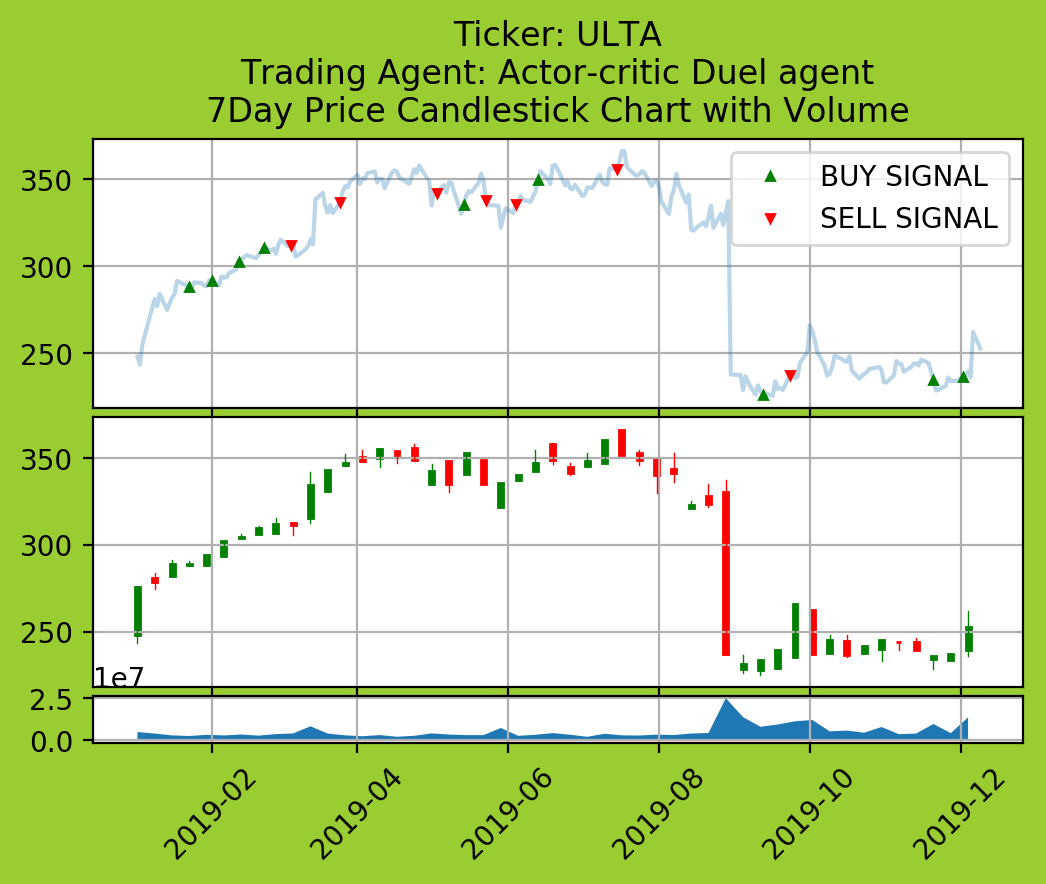 Ticker: ULTA
Trading Agent: Actor-critic Duel agent
7Day Price Candlestick Chart with Volume
350
300
250
BUY SIGNAL
SELL SIGNAL
350
300
250
1e7
2.5
0.0
2019-02
2019-04
2019-06
2019-08
2019-10
2019-12